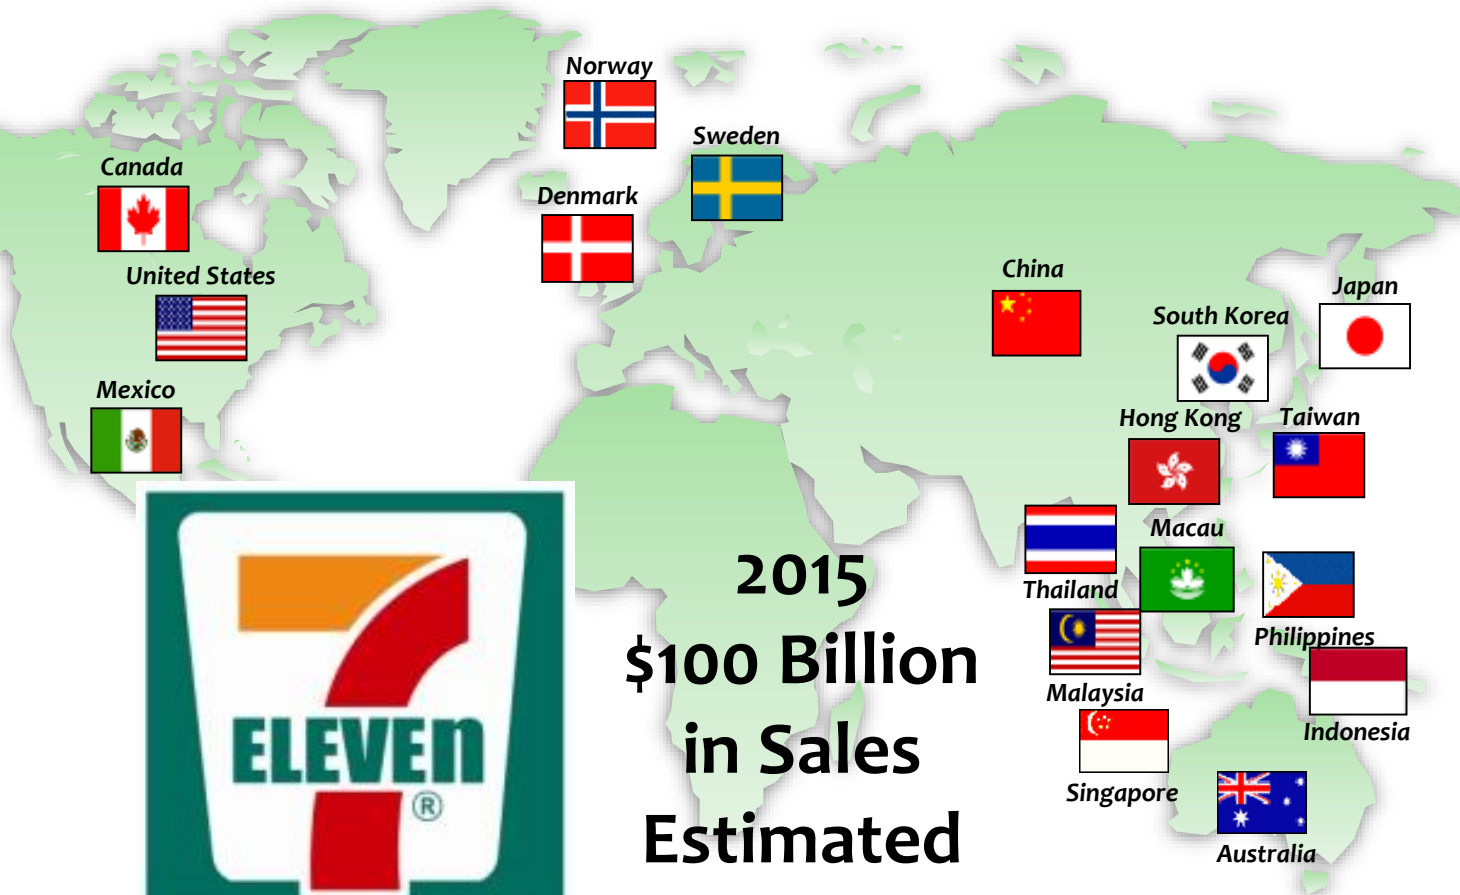 Norway
Sweden
Canada
Denmark
United States
China
Japan
South Korea
Mexico
Hong Kong
Taiwan
Macau
Thailand
Philippines
Malaysia
Indonesia
Singapore
Australia
7
ELEVEn
®
2015
$100 Billion
in Sales
Estimated